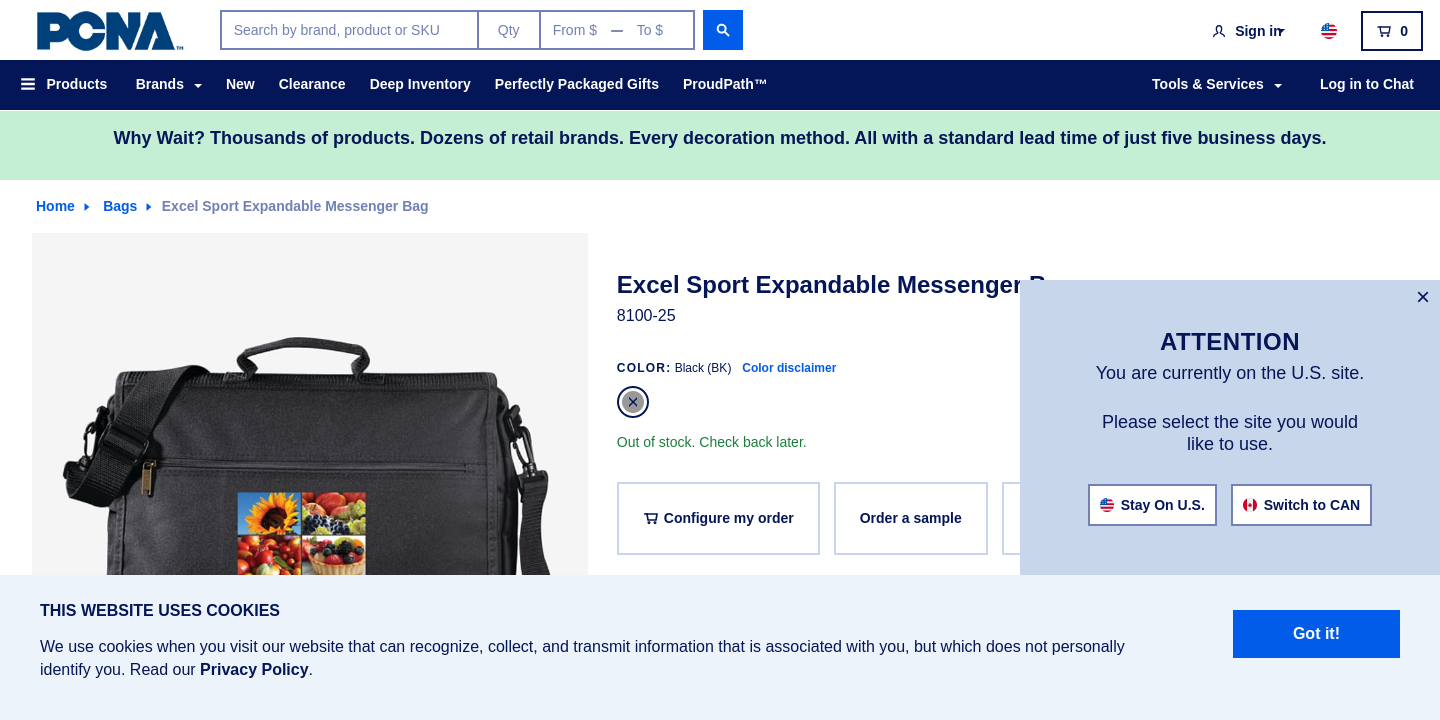 PCNA™
Search by brand, product or SKU
Qty
From $ — To $
Sign in
0
Products
Brands
New
Clearance
Deep Inventory
Perfectly Packaged Gifts
ProudPath™
Tools & Services
Log in to Chat
Why Wait? Thousands of products. Dozens of retail brands. Every decoration method. All with a standard lead time of just five business days.
Home
Bags
Excel Sport Expandable Messenger Bag
Excel Sport Expandable Messenger
8100-25
COLOR: Black (BK) Color disclaimer
Out of stock. Check back later.
Configure my order
Order a sample
ATTENTION
You are currently on the U.S. site.
Please select the site you would
like to use.
Stay On U.S.
Switch to CAN
THIS WEBSITE USES COOKIES
We use cookies when you visit our website that can recognize, collect, and transmit information that is associated with you, but which does not personally
identify you. Read our Privacy Policy.
Got it!